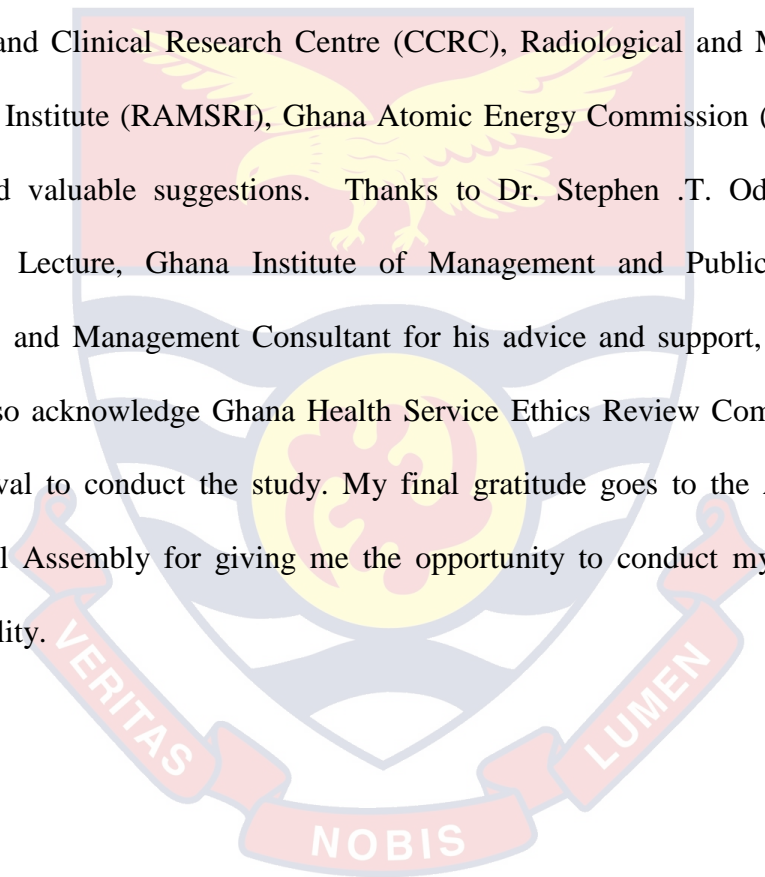 and Clinical Research Centre (CCRC), Radiological and M
Institute (RAMSRI), Ghana Atomic Energy Commission (
d valuable suggestions. Thanks to Dr. Stephen .T. Od
Lecture, Ghana Institute of Management and Public
and Management Consultant for his advice and support,
so acknowledge Ghana Health Service Ethics Review Com
val to conduct the study. My final gratitude goes to the
l Assembly for giving me the opportunity to conduct my
lity.
VERITAS
NOBIS
LUMEN